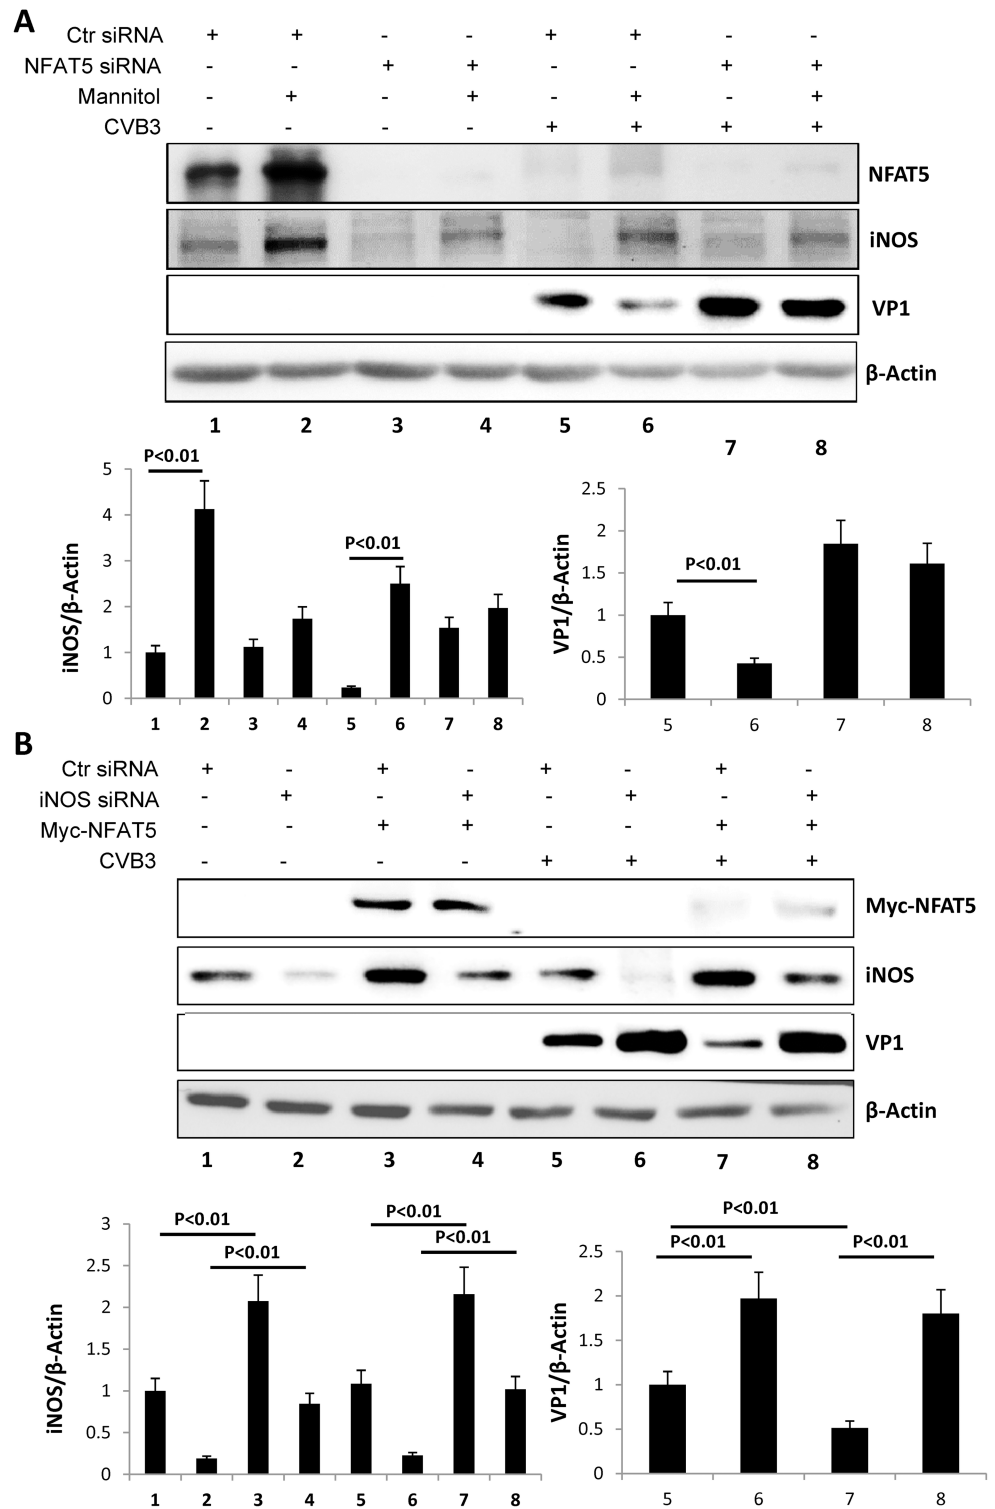 A
Ctr siRNA + + - - + + - -
NFAT5 siRNA - - + + - - + +
Mannitol - + - + - + - +
CVB3 - - - - + + + +
NFAT5
iNOS
VP1
β-Actin
1 2 3 4 5 6 7 8
iNOS/β-Actin
5
4
3
2
1
0
P<0.01
P<0.01
1 2 3 4 5 6 7 8
VP1/β-Actin
2.5
2
1.5
1
0.5
0
P<0.01
5 6 7 8
B
Ctr siRNA + - + - + - + -
iNOS siRNA - + - + - + - +
Myc-NFAT5 - - + + - - + +
CVB3 - - - - + + + +
Myc-NFAT5
iNOS
VP1
β-Actin
1 2 3 4 5 6 7 8
iNOS/β-Actin
3
2.5
2
1.5
1
0.5
0
P<0.01
P<0.01
P<0.01
P<0.01
1 2 3 4 5 6 7 8
VP1/β-Actin
2.5
2
1.5
1
0.5
0
P<0.01
P<0.01
P<0.01
5 6 7 8